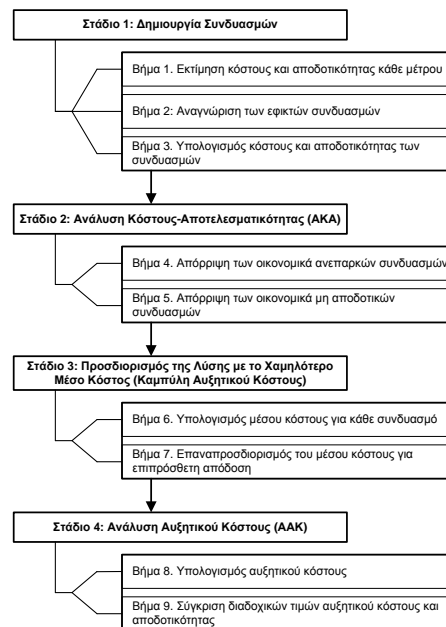 Στάδιο 1: Δημιουργία Συνδυασμών
Βήμα 1. Εκτίμηση κόστους και αποδοτικότητας κάθε μέτρου
Βήμα 2: Αναγνώριση των εφικτών συνδυασμών
Βήμα 3. Υπολογισμός κόστους και αποδοτικότητας των
συνδυασμών
Στάδιο 2: Ανάλυση Κόστους-Αποτελεσματικότητας (ΑΚΑ)
Βήμα 4. Απόρριψη των οικονομικά ανεπαρκών συνδυασμών
Βήμα 5. Απόρριψη των οικονομικά μη αποδοτικών
συνδυασμών
Στάδιο 3: Προσδιορισμός της Λύσης με το Χαμηλότερο
Μέσο Κόστος (Καμπύλη Αυξητικού Κόστους)
Βήμα 6. Υπολογισμός μέσου κόστους για κάθε συνδυασμό
Βήμα 7. Επαναπροσδιορισμός του μέσου κόστους για
επιπρόσθετη απόδοση
Στάδιο 4: Ανάλυση Αυξητικού Κόστους (ΑΑΚ)
Βήμα 8. Υπολογισμός αυξητικού κόστους
Βήμα 9. Σύγκριση διαδοχικών τιμών αυξητικού κόστους και
αποδοτικότητας